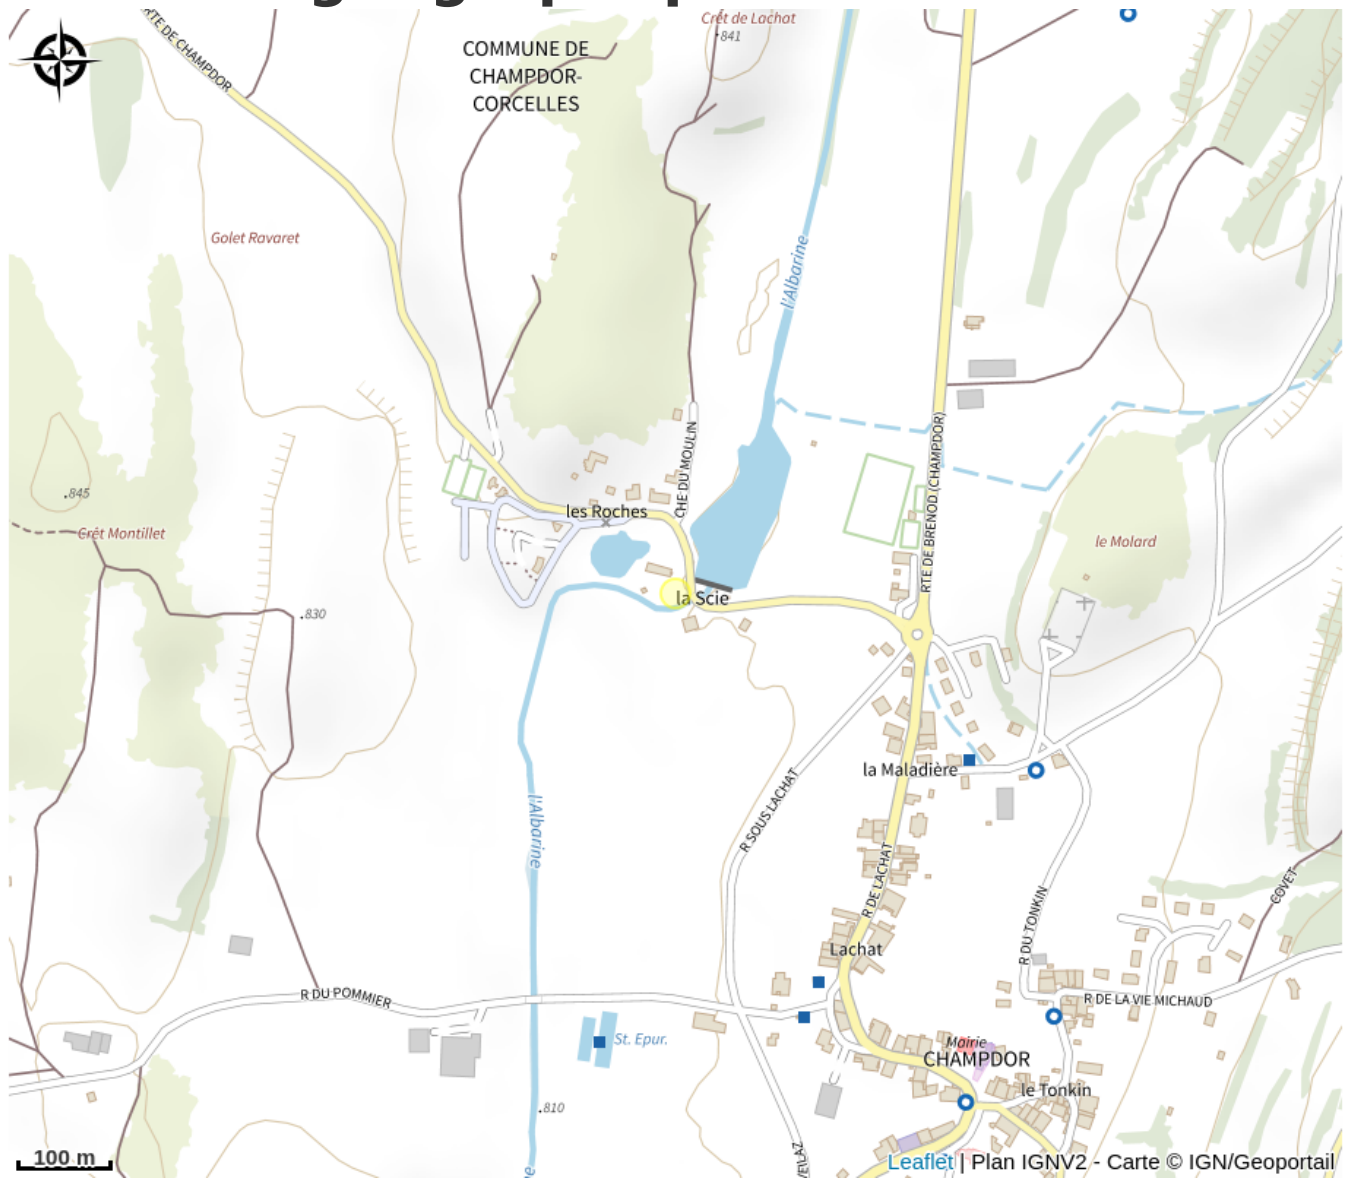 Crêt de Lachat
841
RTE DE CHAMPDOR
COMMUNE DE
CHAMPDOR-
CORCELLES
Golet Ravaret
l'Albarine
CHE DU MOULIN
RTE DE BRENOD (CHAMPDOR)
845
Crêt Montillet
les Roches
le Molard
la Scie
830
la Maladière
R SOUS LACHAT
l'Albarine
R DE LACHAT
COVET
R DU TONKIN
Lachat
R DU POMMIER
R DE LA VIE MICHAUD
St. Epur.
Mairie
CHAMPDOR
le Tonkin
810
100 m
Leaflet | Plan IGNV2 - Carte © IGN/Geoportail